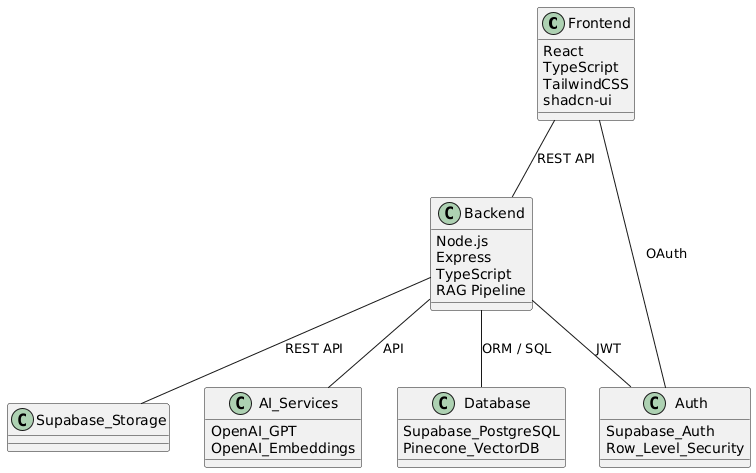 C Frontend
React
TypeScript
TailwindCSS
shadcn-ui
REST API
OAuth
C Backend
Node.js
Express
TypeScript
RAG Pipeline
REST API
API
ORM / SQL
JWT
C Supabase_Storage
C AI_Services
OpenAI_GPT
OpenAI_Embeddings
C Database
Supabase_PostgreSQL
Pinecone_VectorDB
C Auth
Supabase_Auth
Row_Level_Security